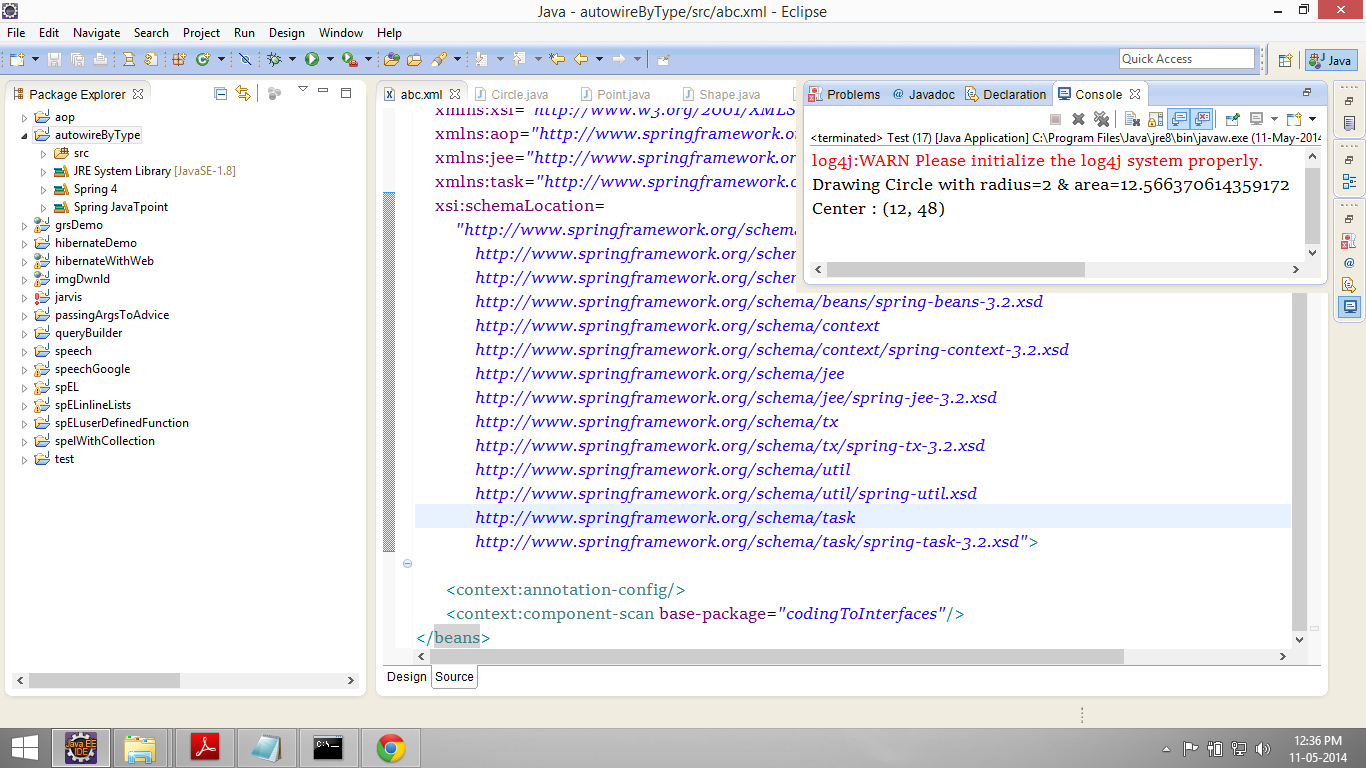 Java - autowireByType/src/abc.xml - Eclipse
File Edit Navigate Search Project Run Design Window Help
Quick Access
Java
Package Explorer
aop
autowireByType
src
JRE System Library [JavaSE-1.8]
Spring 4
Spring JavaTpoint
grsDemo
hibernateDemo
hibernateWithWeb
imgDwnld
jarvis
passingArgsToAdvice
queryBuilder
speech
speechGoogle
spEL
spELinlineLists
spELuserDefinedFunction
spelWithCollection
test
abc.xml Circle.java Point.java Shape.java
xmlns:xsi="http://www.w3.org/2001/XMLS
xmlns:aop="http://www.springframework.o
xmlns:jee="http://www.springframework.
xmlns:task="http://www.springframework.
xsi:schemaLocation=
"http://www.springframework.org/schema
http://www.springframework.org/schem
http://www.springframework.org/schem
http://www.springframework.org/schema/beans/spring-beans-3.2.xsd
http://www.springframework.org/schema/context
http://www.springframework.org/schema/context/spring-context-3.2.xsd
http://www.springframework.org/schema/jee
http://www.springframework.org/schema/jee/spring-jee-3.2.xsd
http://www.springframework.org/schema/tx
http://www.springframework.org/schema/tx/spring-tx-3.2.xsd
http://www.springframework.org/schema/util
http://www.springframework.org/schema/util/spring-util.xsd
http://www.springframework.org/schema/task
http://www.springframework.org/schema/task/spring-task-3.2.xsd">
<context:annotation-config/>
<context:component-scan base-package="codingToInterfaces"/>
</beans>
Design Source
Problems @ Javadoc Declaration Console
<terminated> Test (17) [Java Application] C:\Program Files\Java\jre8\bin\javaw.exe (11-May-2014
log4j:WARN Please initialize the log4j system properly.
Drawing Circle with radius=2 & area=12.566370614359172
Center : (12, 48)
Java EE
IDE
C:\
12:36 PM
11-05-2014